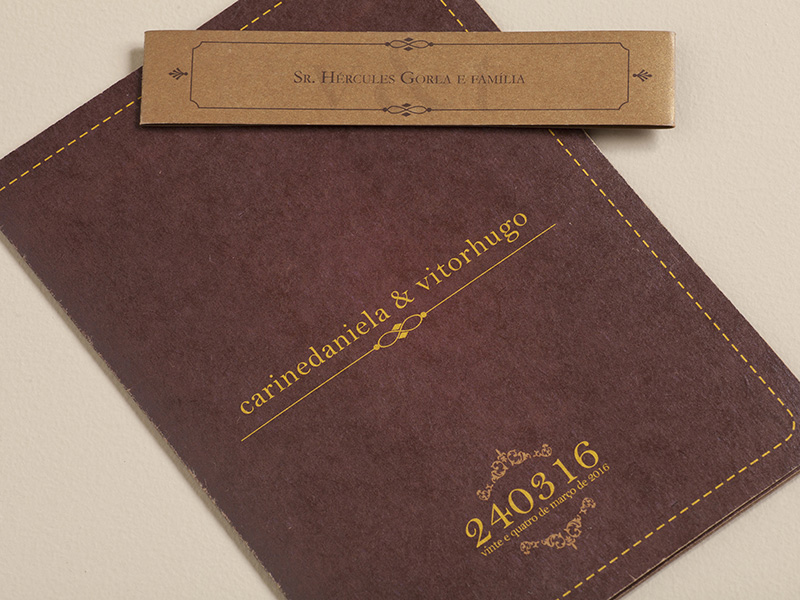 Sr. Hércules Gorla e família
carinedaniela & vitorhugo
240316
vinte e quatro de março de 2016